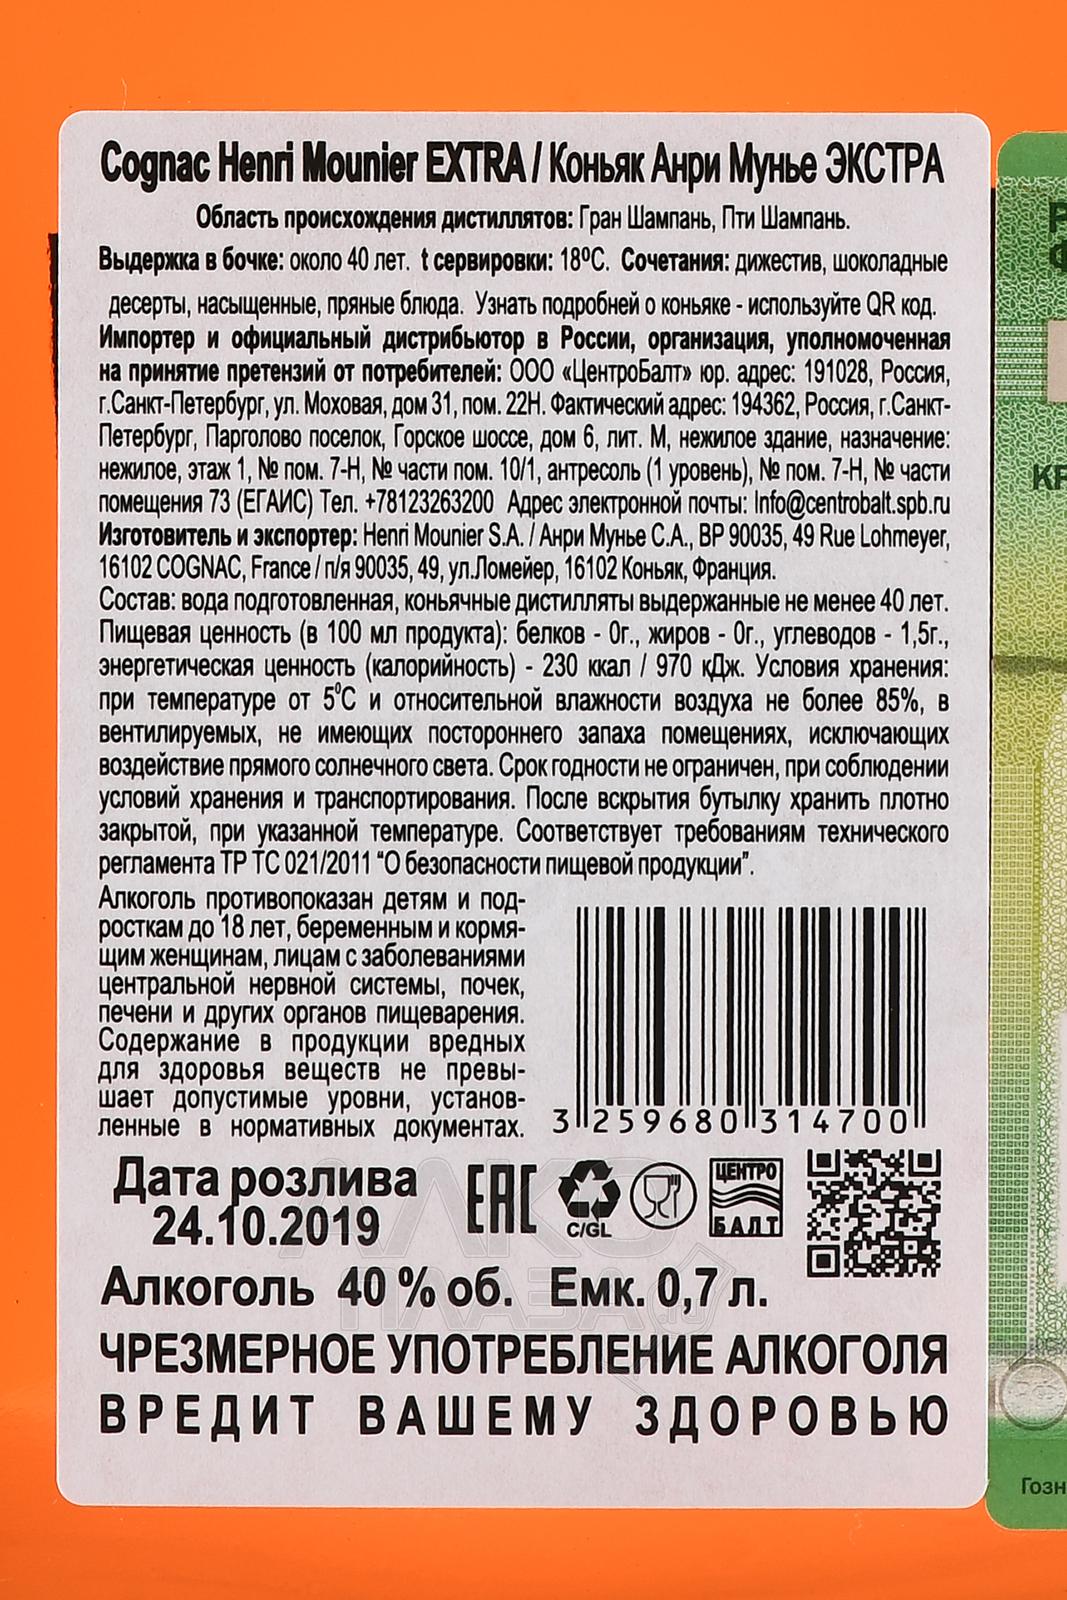 Cognac Henri Mounier EXTRA / Коньяк Анри Мунье ЭКСТРА
Область происхождения дистиллятов: Гран Шампань, Пти Шампань.
Выдержка в бочке: около 40 лет. t сервировки: 18ºС. Сочетания: дижестив, шоколадные
десерты, насыщенные, пряные блюда. Узнать подробней о коньяке - используйте QR код.
Импортер и официальный дистрибьютор в России, организация, уполномоченная
на принятие претензий от потребителей: ООО «ЦентроБалт» юр. адрес: 191028, Россия,
г.Санкт-Петербург, ул. Моховая, дом 31, пом. 22Н. Фактический адрес: 194362, Россия, г.Санкт-
Петербург, Парголово поселок, Горское шоссе, дом 6, лит. М, нежилое здание, назначение:
нежилое, этаж 1, № пом. 7-Н, № части пом. 10/1, антресоль (1 уровень), № пом. 7-Н, № части
помещения 73 (ЕГАИС) Тел. +78123263200 Адрес электронной почты: Info@centrobalt.spb.ru
Изготовитель и экспортер: Henri Mounier S.A. / Анри Мунье С.А., BP 90035, 49 Rue Lohmeyer,
16102 COGNAC, France / п/я 90035, 49, ул.Ломейер, 16102 Коньяк, Франция.
Состав: вода подготовленная, коньячные дистилляты выдержанные не менее 40 лет.
Пищевая ценность (в 100 мл продукта): белков - 0г., жиров - 0г., углеводов - 1,5г.,
энергетическая ценность (калорийность) - 230 ккал / 970 кДж. Условия хранения:
при температуре от 5⁰С и относительной влажности воздуха не более 85%, в
вентилируемых, не имеющих постороннего запаха помещениях, исключающих
воздействие прямого солнечного света. Срок годности не ограничен, при соблюдении
условий хранения и транспортирования. После вскрытия бутылку хранить плотно
закрытой, при указанной температуре. Соответствует требованиям технического
регламента ТР ТС 021/2011 "О безопасности пищевой продукции".
Алкоголь противопоказан детям и под-
росткам до 18 лет, беременным и кормя-
щим женщинам, лицам с заболеваниями
центральной нервной системы, почек,
печени и других органов пищеварения.
Содержание в продукции вредных
для здоровья веществ не превы-
шает допустимые уровни, установ-
ленные в нормативных документах.
3 259680 314700
Дата розлива
24.10.2019
EAC
C/GL
ЦЕНТРО
БАЛТ
АЛКО
ПЛАЗА
Алкоголь 40 % об. Емк. 0,7 л.
ЧРЕЗМЕРНОЕ УПОТРЕБЛЕНИЕ АЛКОГОЛЯ
ВРЕДИТ ВАШЕМУ ЗДОРОВЬЮ
Р
Ф
КР
РФ
Гозн